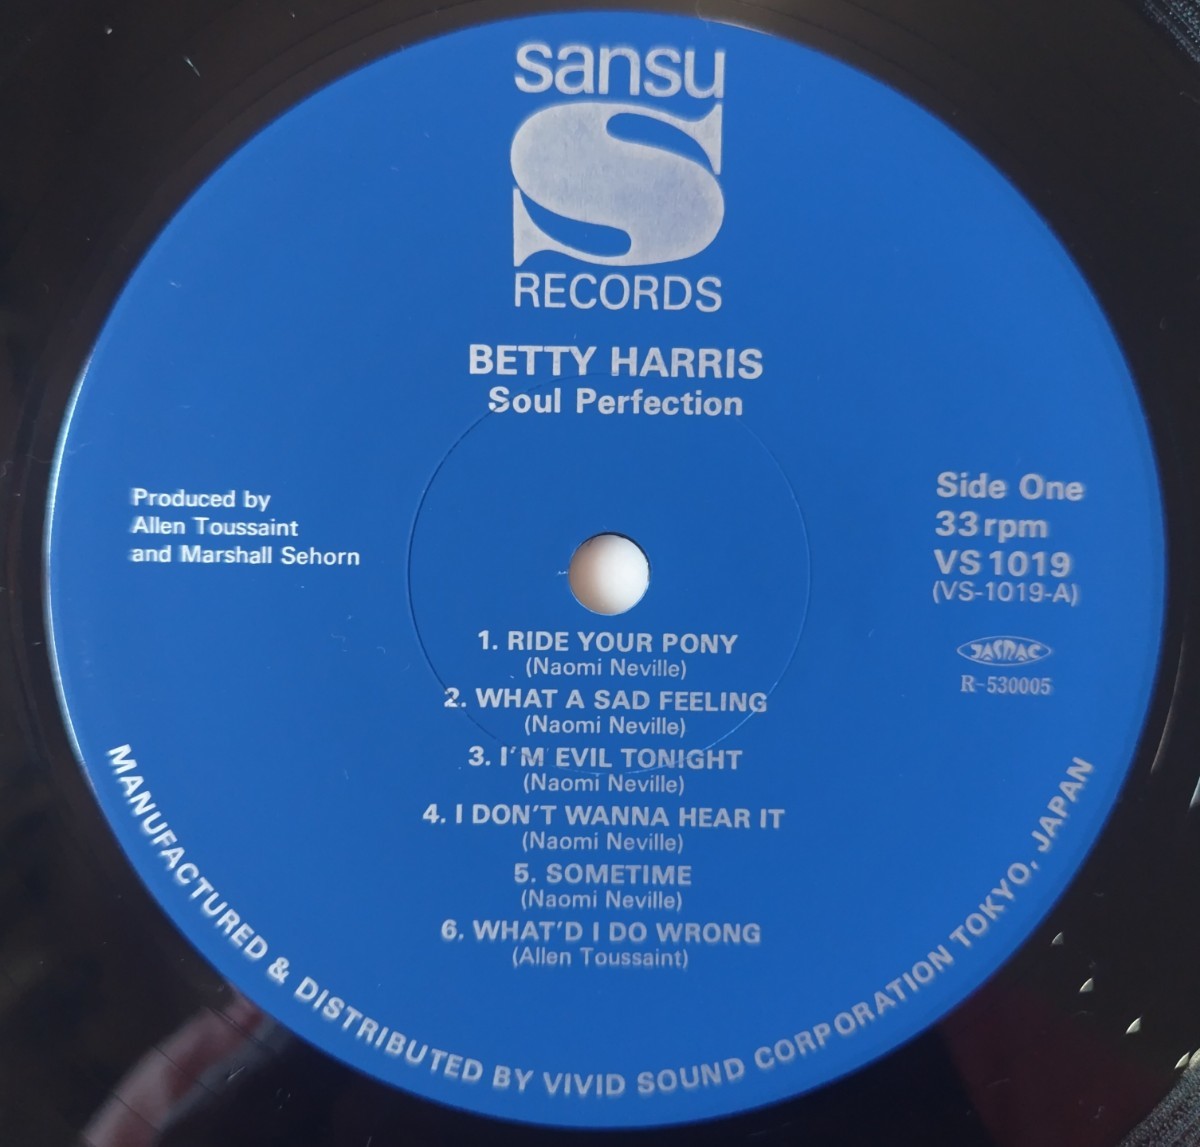 sansu
S
RECORDS
BETTY HARRIS
Soul Perfection
Produced by
Allen Toussaint
and Marshall Sehorn
Side One
33 rpm
VS 1019
(VS-1019-A)
JASRAC
R-530005
1. RIDE YOUR PONY
(Naomi Neville)
2. WHAT A SAD FEELING
(Naomi Neville)
3. I'M EVIL TONIGHT
(Naomi Neville)
4. I DON'T WANNA HEAR IT
(Naomi Neville)
5. SOMETIME
(Naomi Neville)
6. WHAT'D I DO WRONG
(Allen Toussaint)
MANUFACTURED & DISTRIBUTED BY VIVID SOUND CORPORATION TOKYO, JAPAN